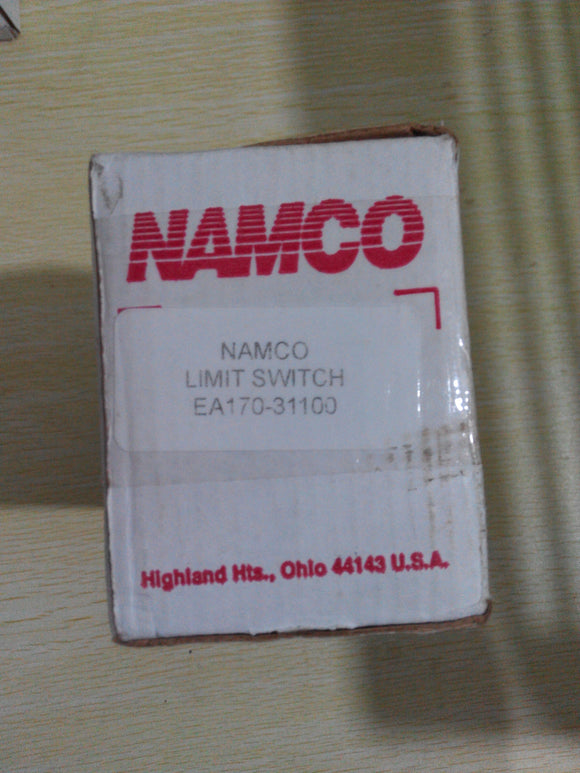 NAMCO
NAMCO
LIMIT SWITCH
EA170-31100
Highland Hts., Ohio 44143 U.S.A.